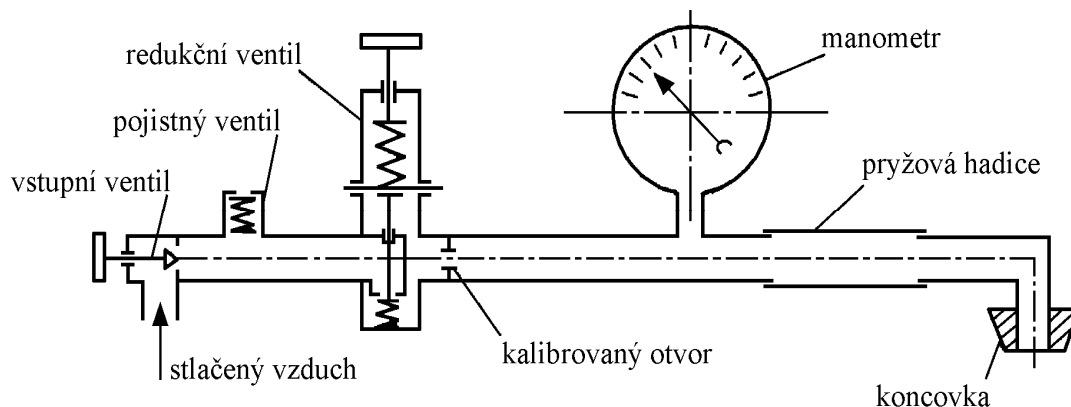 redukční ventil
manometr
pojistný ventil
pryžová hadice
vstupní ventil
kalibrovaný otvor
stlačený vzduch
koncovka